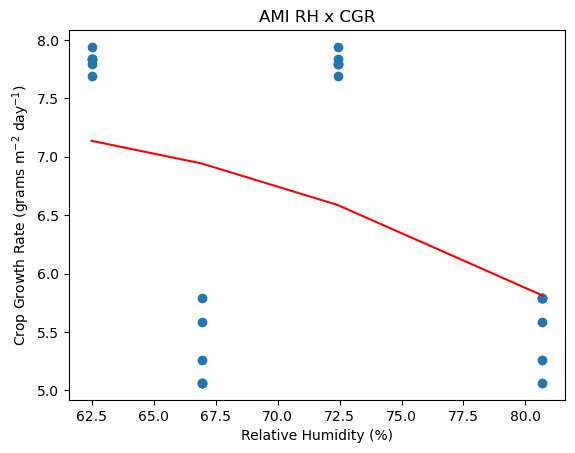 AMI RH x CGR
Crop Growth Rate (grams m⁻² day⁻¹)
8.0
7.5
7.0
6.5
6.0
5.5
5.0
62.5 65.0 67.5 70.0 72.5 75.0 77.5 80.0
Relative Humidity (%)